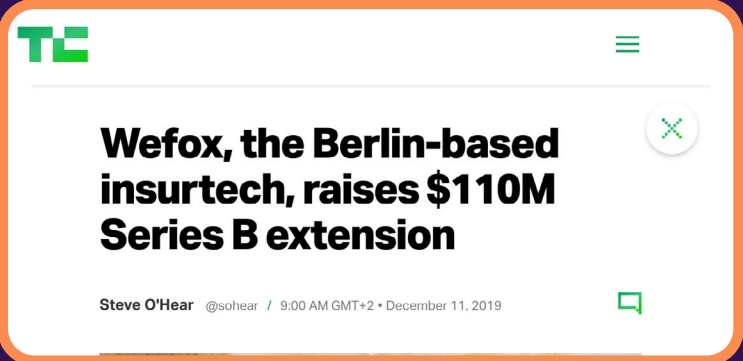 TC
Wefox, the Berlin-based
insurtech, raises $110M
Series B extension
Steve O'Hear @sohear / 9:00 AM GMT+2 • December 11, 2019